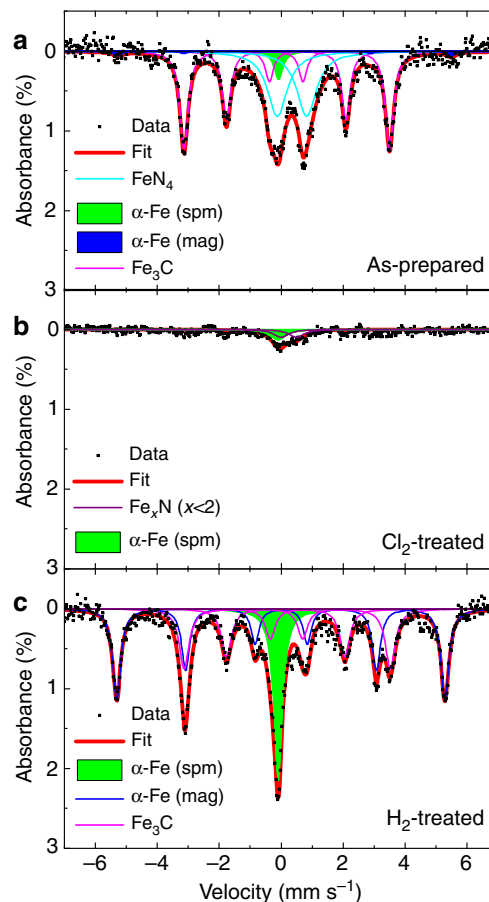 a
0
1
2
3
Absorbance (%)
Data
Fit
FeN₄
α-Fe (spm)
α-Fe (mag)
Fe₃C
As-prepared
b
0
1
2
3
Absorbance (%)
Data
Fit
FeₓN (x<2)
α-Fe (spm)
Cl₂-treated
c
0
1
2
3
Absorbance (%)
Data
Fit
α-Fe (spm)
α-Fe (mag)
Fe₃C
H₂-treated
−6 −4 −2 0 2 4 6
Velocity (mm s⁻¹)